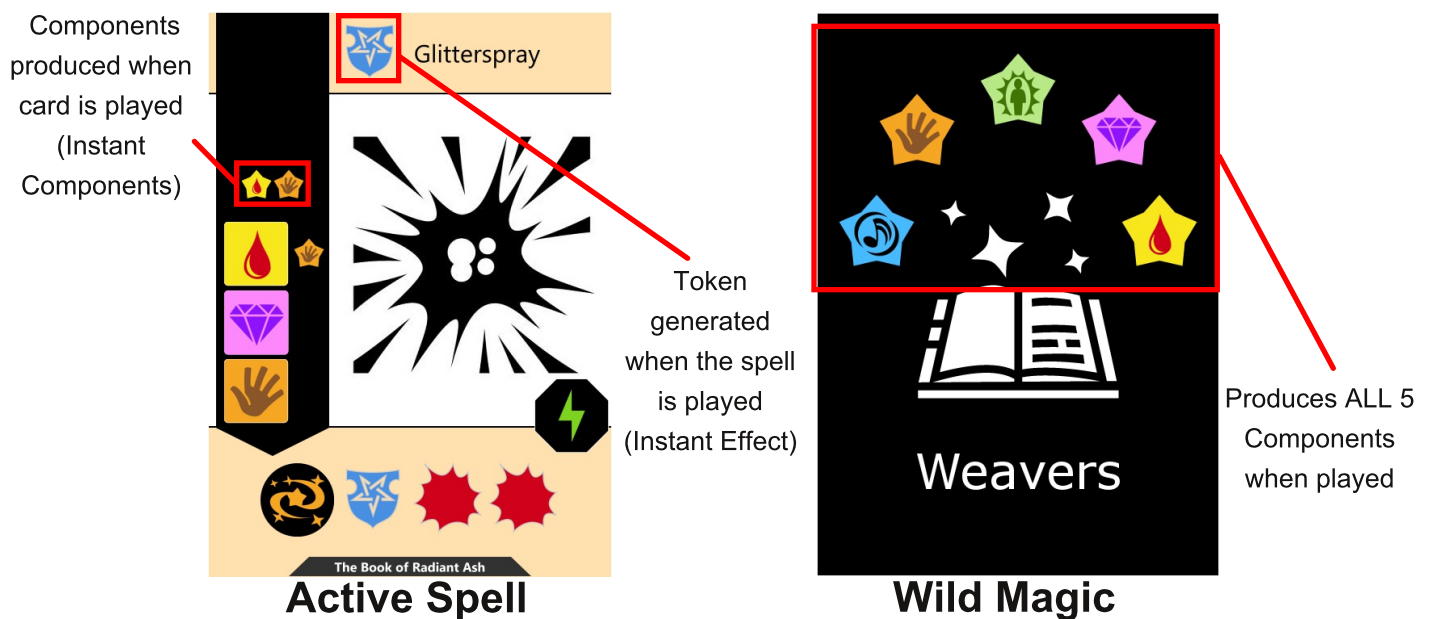 Components
produced when
card is played
(Instant
Components)
Glitterspray
Token
generated
when the spell
is played
(Instant Effect)
The Book of Radiant Ash
Active Spell
Weavers
Wild Magic
Produces ALL 5
Components
when played